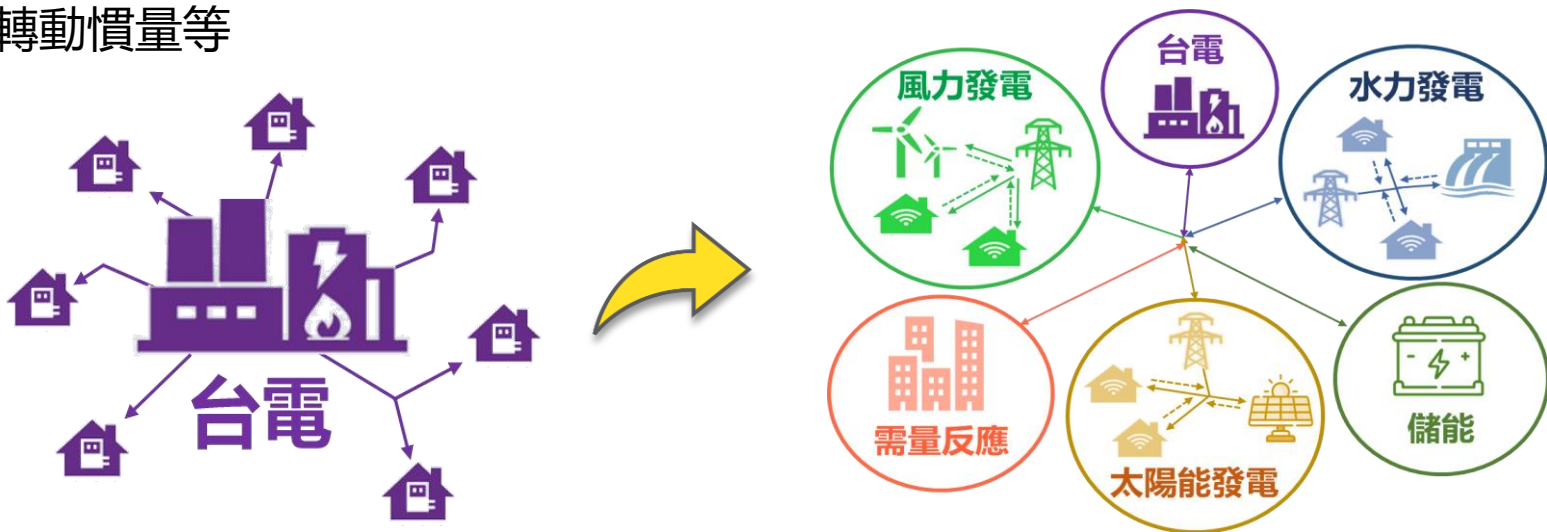 轉動慣量等
台電
風力發電
台電
水力發電
需量反應
太陽能發電
儲能